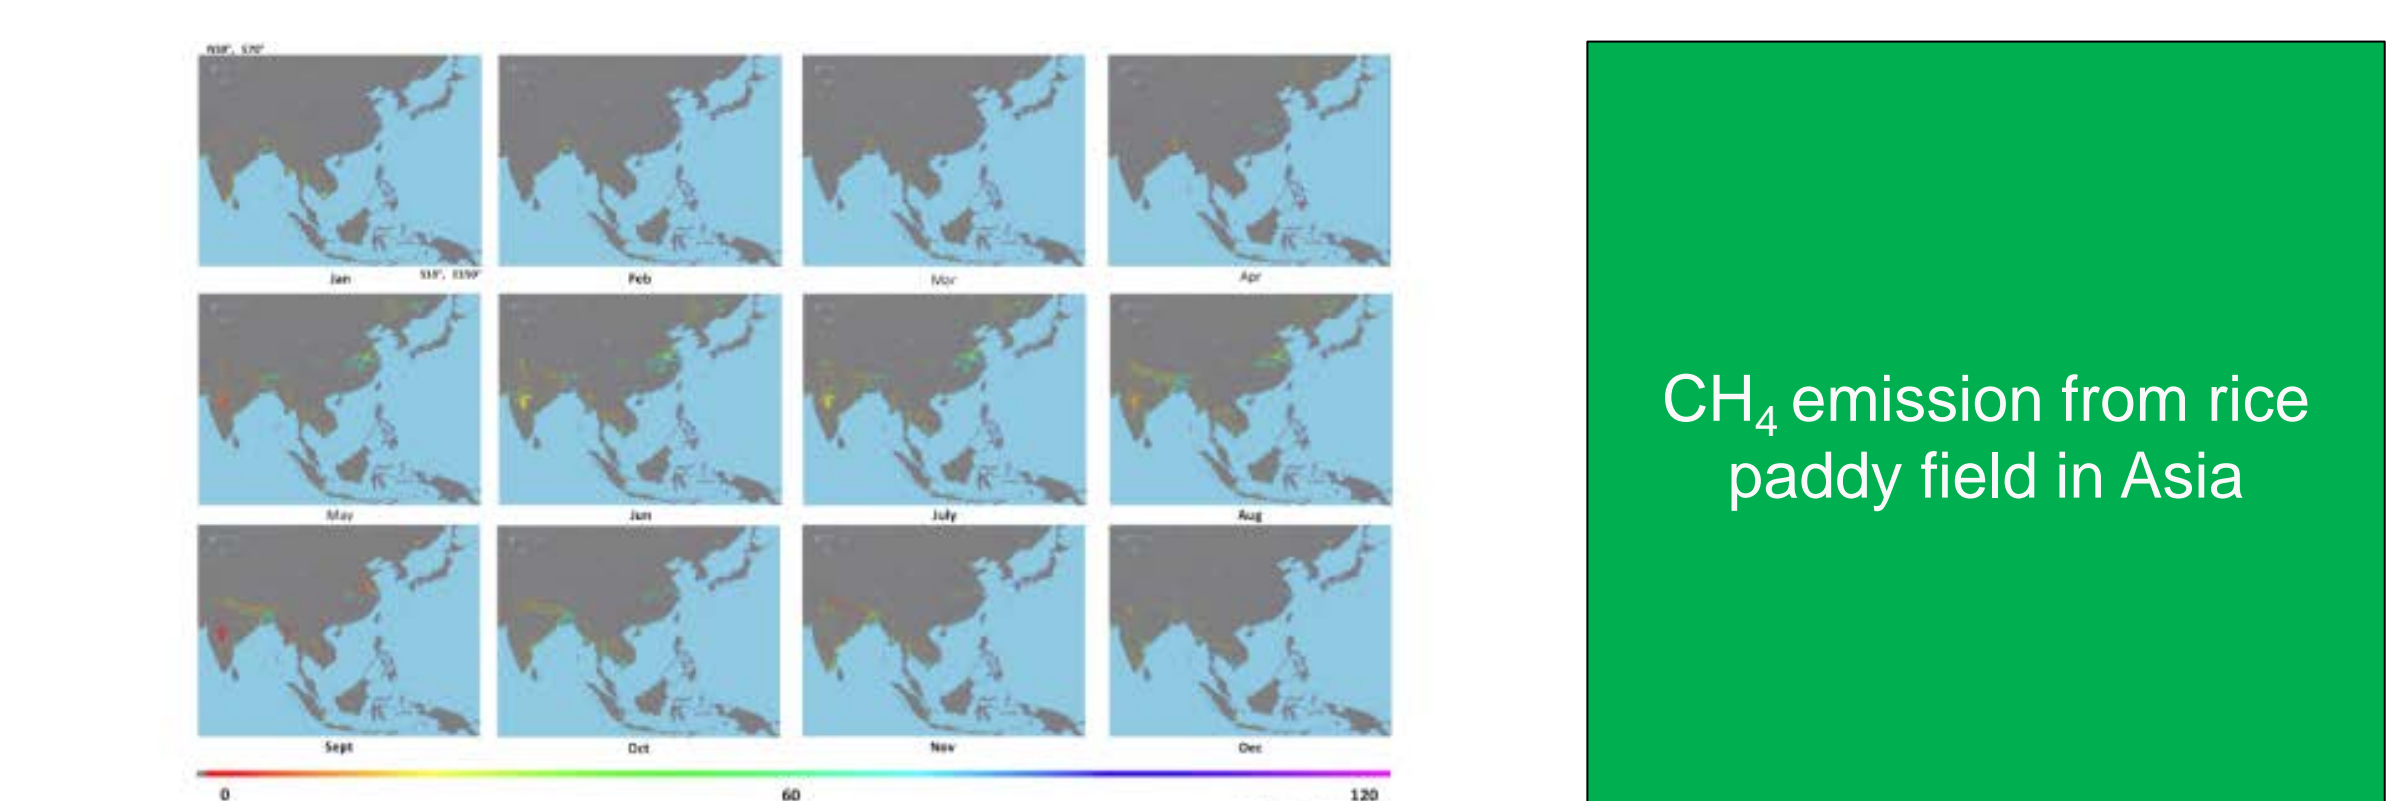 Jan
Feb
Mar
Apr
May
Jun
July
Aug
Sept
Oct
Nov
Dec
0 60 120
CH₄ emission from rice
paddy field in Asia